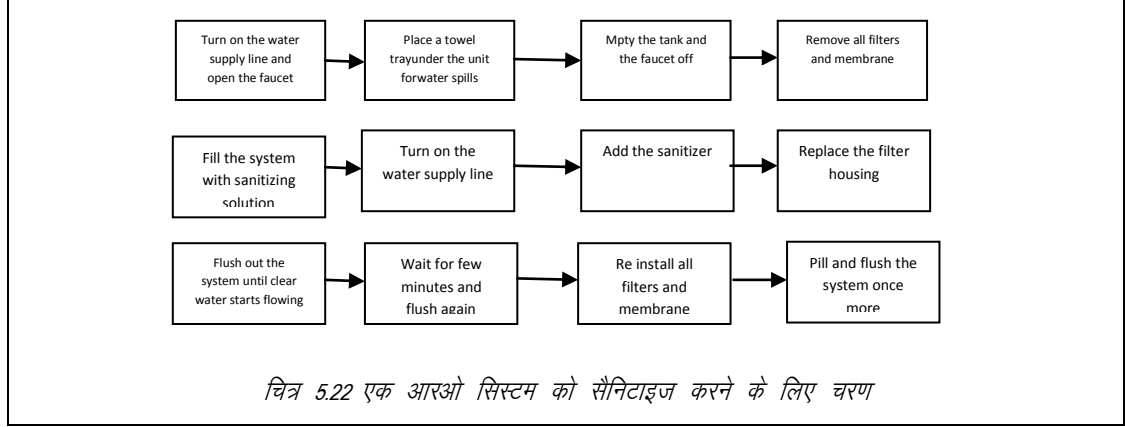 Turn on the water
supply line and
open the faucet
Place a towel
trayunder the unit
forwater spills
Mpty the tank and
the faucet off
Remove all filters
and membrane
Fill the system
with sanitizing
solution
Turn on the
water supply line
Add the sanitizer
Replace the filter
housing
Flush out the
system until clear
water starts flowing
Wait for few
minutes and
flush again
Re install all
filters and
membrane
Pill and flush the
system once
more
चित्र 5.22 एक आरओ सिस्टम को सैनिटाइज करने के लिए चरण